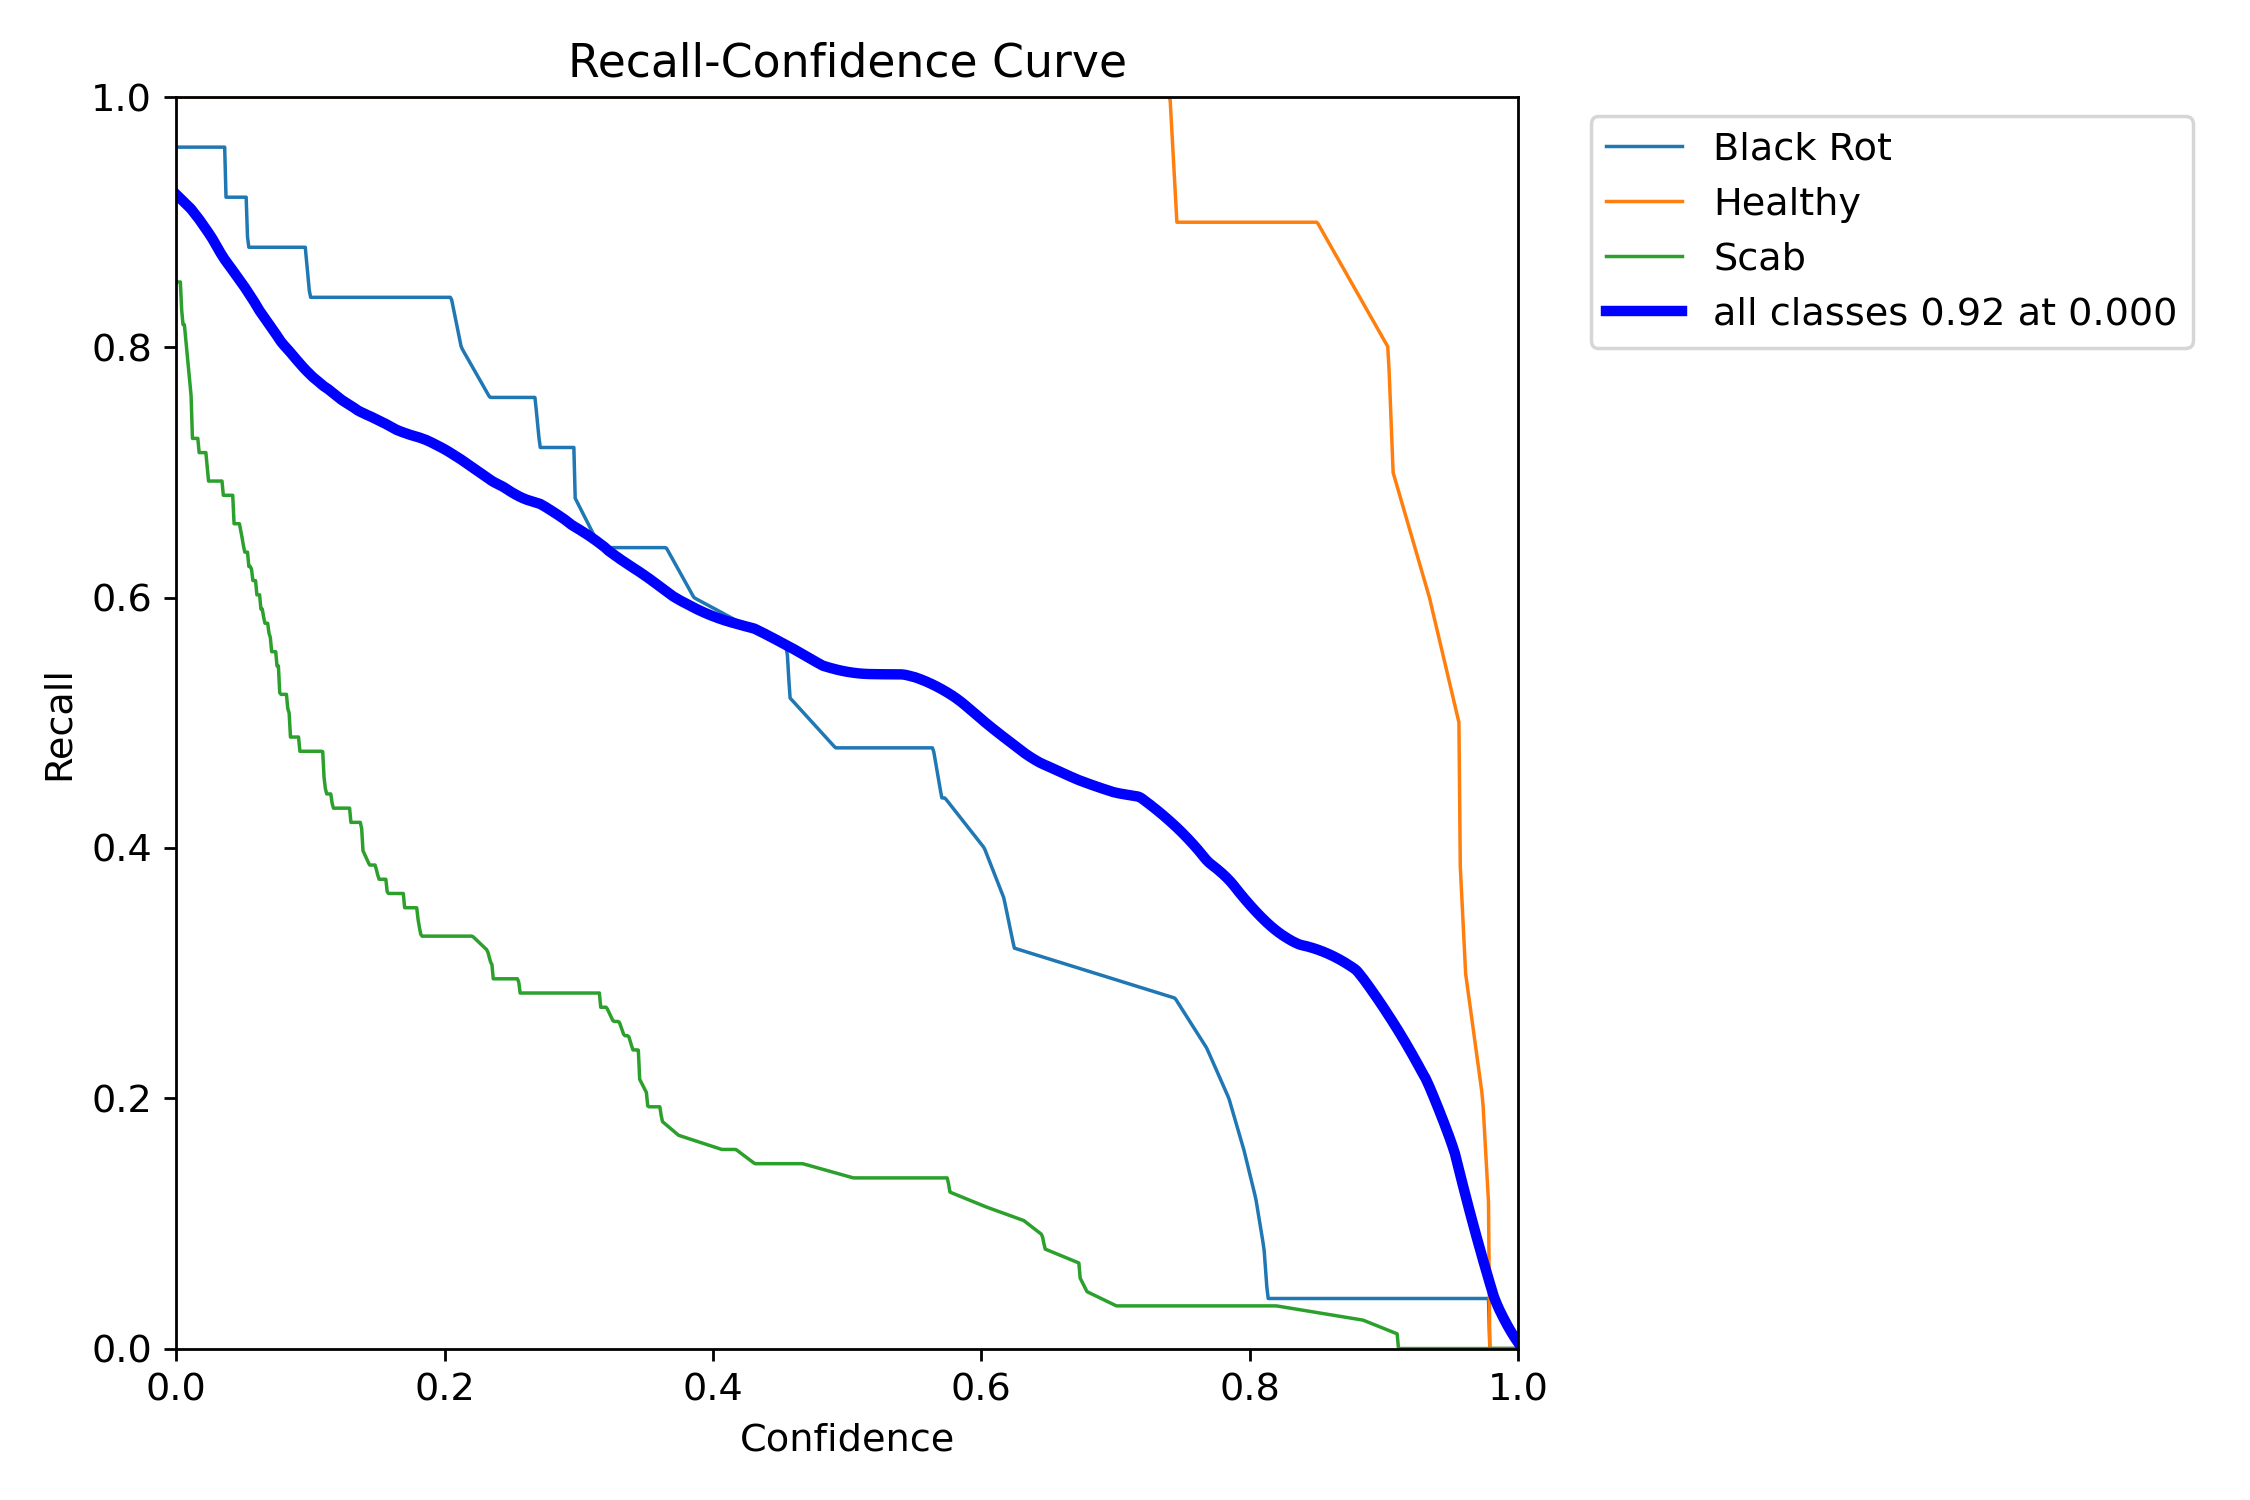 Recall-Confidence Curve
1.0
0.8
0.6
0.4
0.2
0.0
Recall
0.0 0.2 0.4 0.6 0.8 1.0
Confidence
Black Rot
Healthy
Scab
all classes 0.92 at 0.000